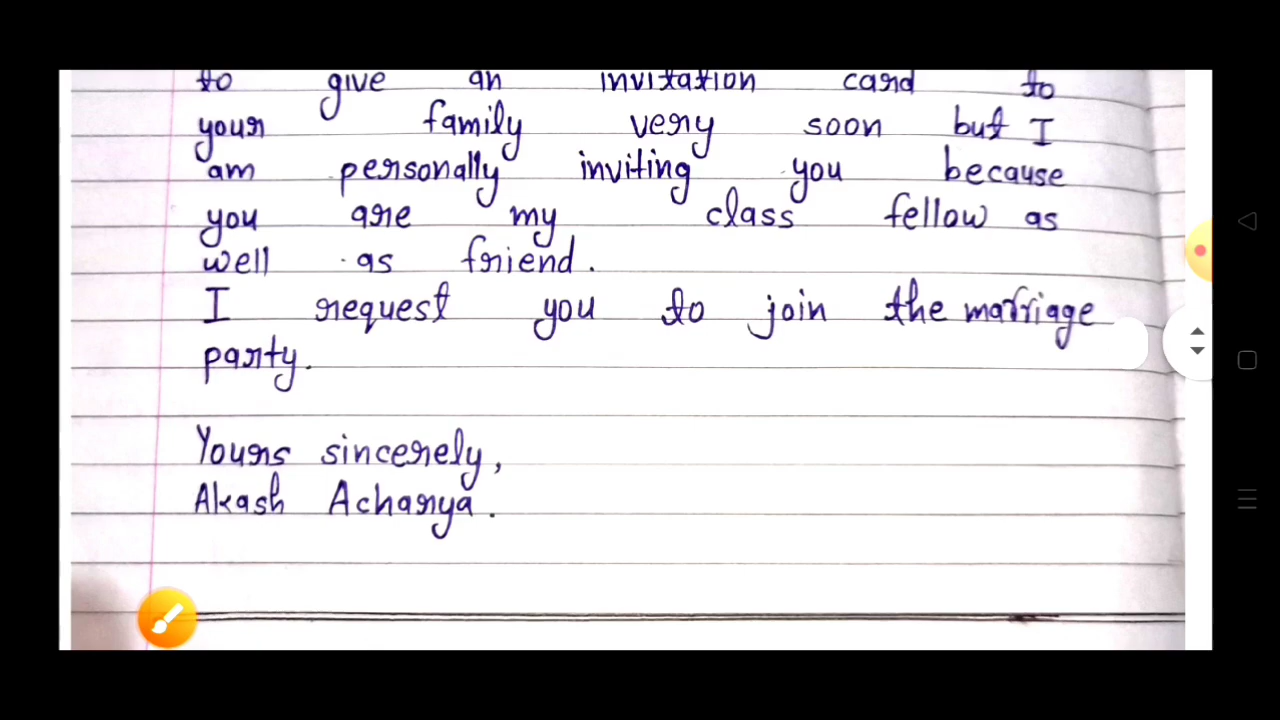 to give an invitation card to
your family very soon but I
am personally inviting you because
you are my class fellow as
well as friend.
I request you to join the marriage
party.
Yours sincerely,
Akash Acharya.